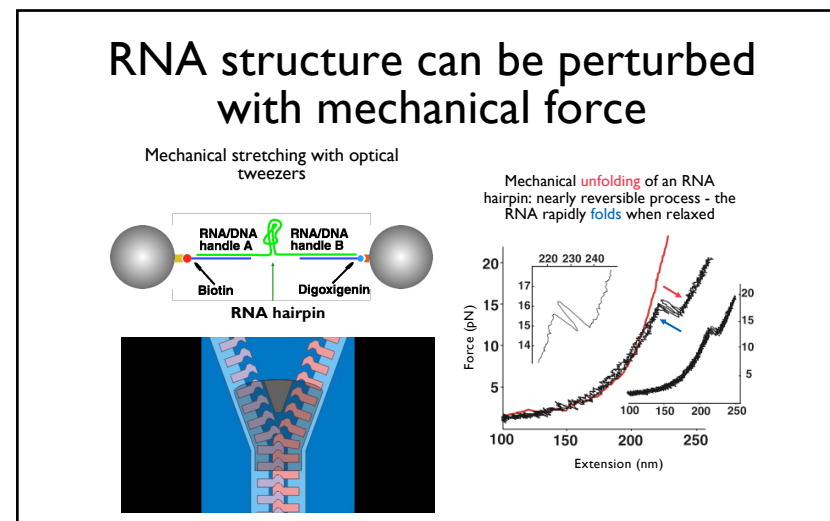 RNA structure can be perturbed
with mechanical force
Mechanical stretching with optical
tweezers
RNA/DNA
handle A
RNA/DNA
handle B
Biotin
Digoxigenin
RNA hairpin
Mechanical unfolding of an RNA
hairpin: nearly reversible process - the
RNA rapidly folds when relaxed
Force (pN)
20
15
10
5
100
150
200
250
Extension (nm)
220 230 240
17
16
15
14
20
15
10
5
100 150 200 250